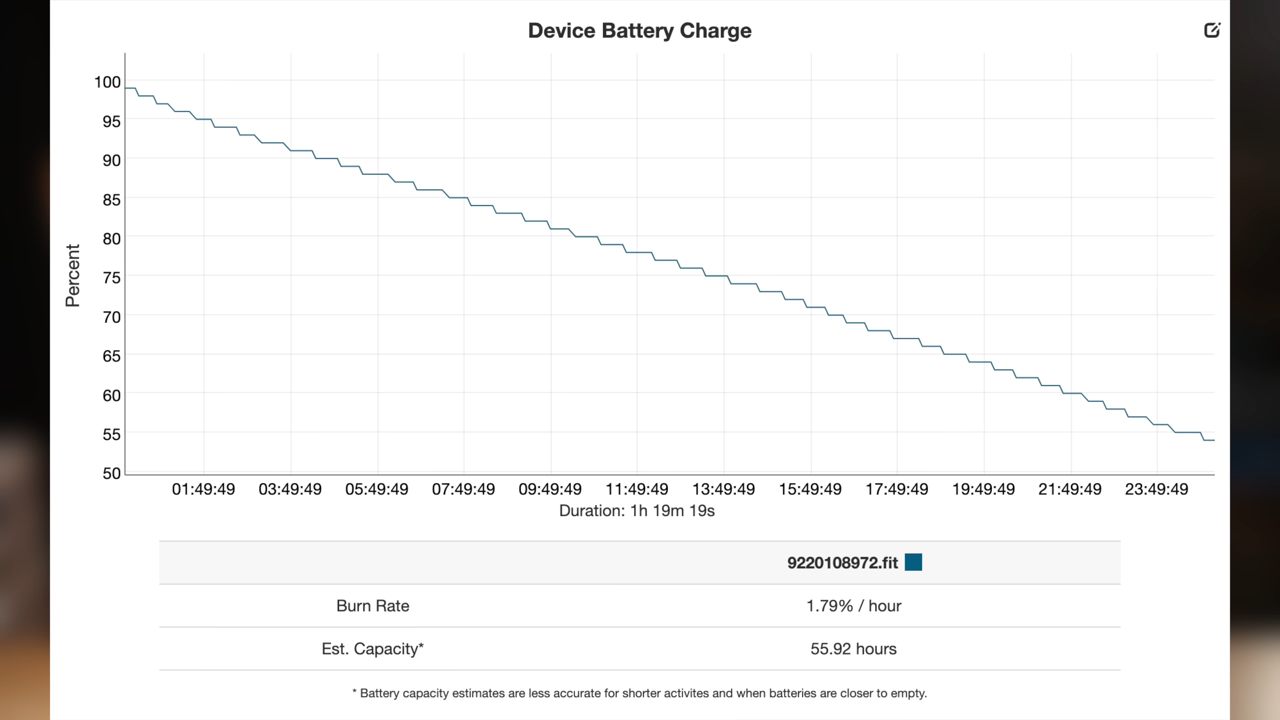 Device Battery Charge
100
95
90
85
80
75
70
65
60
55
50
Percent
01:49:49 03:49:49 05:49:49 07:49:49 09:49:49 11:49:49 13:49:49 15:49:49 17:49:49 19:49:49 21:49:49 23:49:49
Duration: 1h 19m 19s
9220108972.fit
Burn Rate 1.79% / hour
Est. Capacity* 55.92 hours
* Battery capacity estimates are less accurate for shorter activites and when batteries are closer to empty.